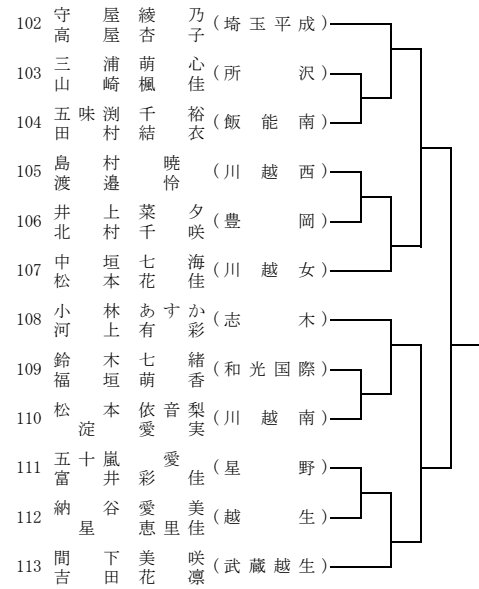 102 守屋綾乃 (埼玉平成)
高屋杏子
103 三浦萌心 (所沢)
山崎楓佳
104 五味渕千裕 (飯能南)
田村結衣
105 島村暁 (川越西)
渡邉怜
106 井上菜夕 (豊岡)
北村千咲
107 中垣七海 (川越女)
松本花佳
108 小林あすか (志木)
河上有彩
109 鈴木七緒 (和光国際)
福垣萌香
110 松本依音梨 (川越南)
淀愛実
111 五十嵐愛 (星野)
富井彩佳
112 納谷愛美 (越生)
星恵里佳
113 間下美咲 (武蔵越生)
吉田花凛